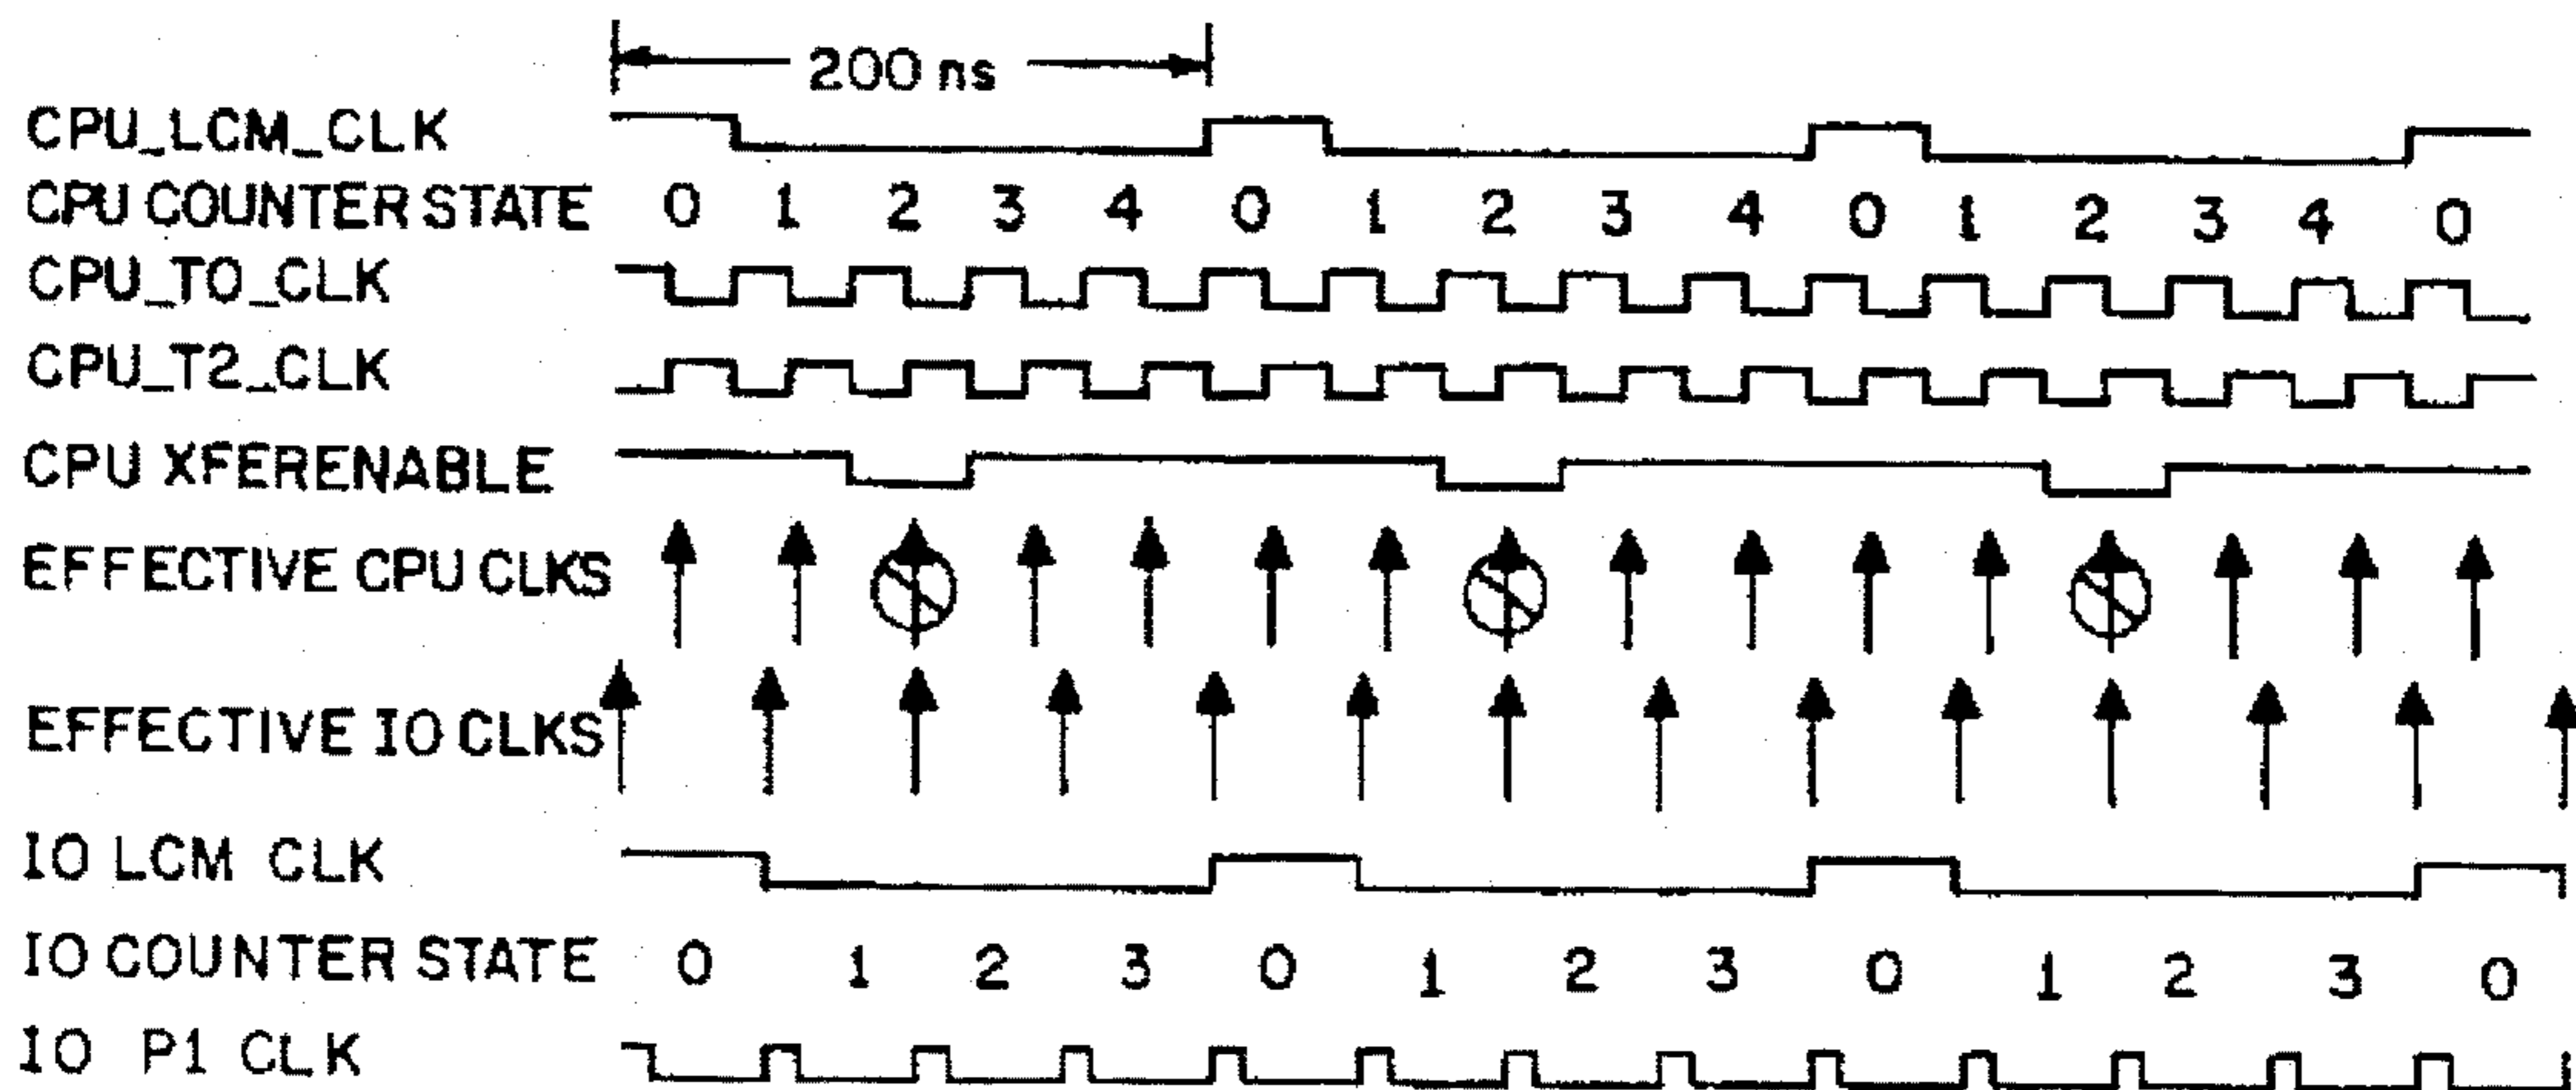 200 ns
CPU_LCM_CLK
CPU COUNTER STATE 0 1 2 3 4 0 1 2 3 4 0 1 2 3 4 0
CPU_T0_CLK
CPU_T2_CLK
CPU XFERENABLE
EFFECTIVE CPU CLKS
EFFECTIVE IO CLKS
IO LCM CLK
IO COUNTER STATE 0 1 2 3 0 1 2 3 0 1 2 3 0
IO P1 CLK